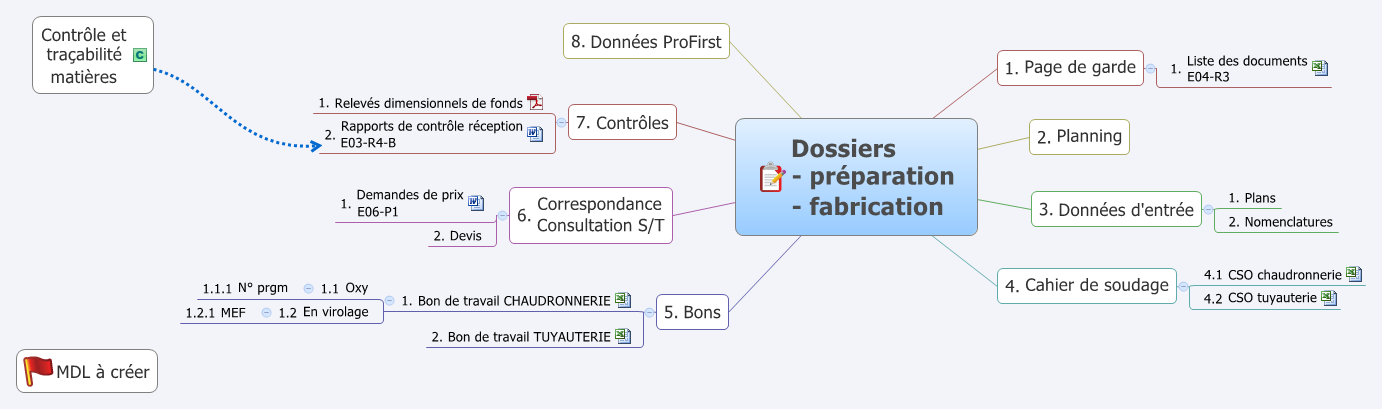 Contrôle et
traçabilité
matières
C
Dossiers
- préparation
- fabrication
1. Page de garde
1. Liste des documents
E04-R3
2. Planning
3. Données d'entrée
1. Plans
2. Nomenclatures
4. Cahier de soudage
4.1 CSO chaudronnerie
4.2 CSO tuyauterie
5. Bons
1. Bon de travail CHAUDRONNERIE
1.1 Oxy
1.1.1 N° prgm
1.2 En virolage
1.2.1 MEF
2. Bon de travail TUYAUTERIE
6. Correspondance
Consultation S/T
1. Demandes de prix
E06-P1
2. Devis
7. Contrôles
1. Relevés dimensionnels de fonds
2. Rapports de contrôle réception
E03-R4-B
8. Données ProFirst
MDL à créer